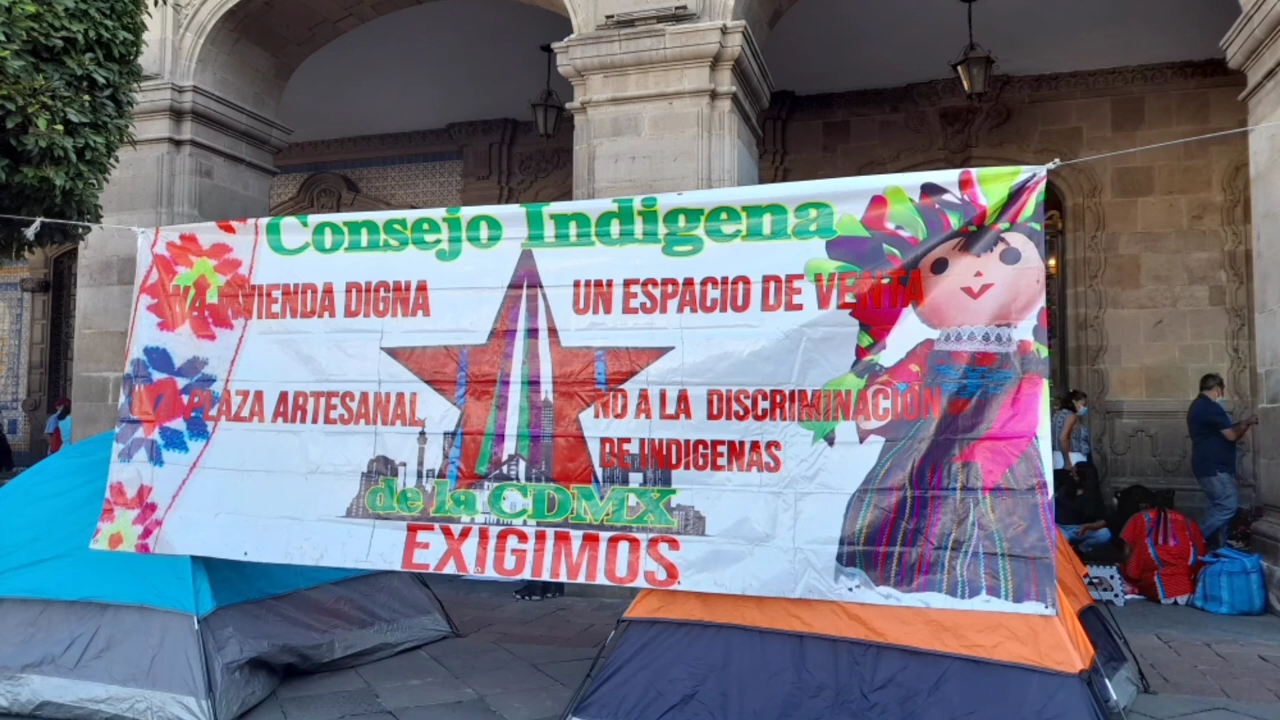 Consejo Indigena
VIVIENDA DIGNA
UN ESPACIO DE VENTA
PLAZA ARTESANAL
NO A LA DISCRIMINACIÓN
DE INDIGENAS
de la CDMX
EXIGIMOS